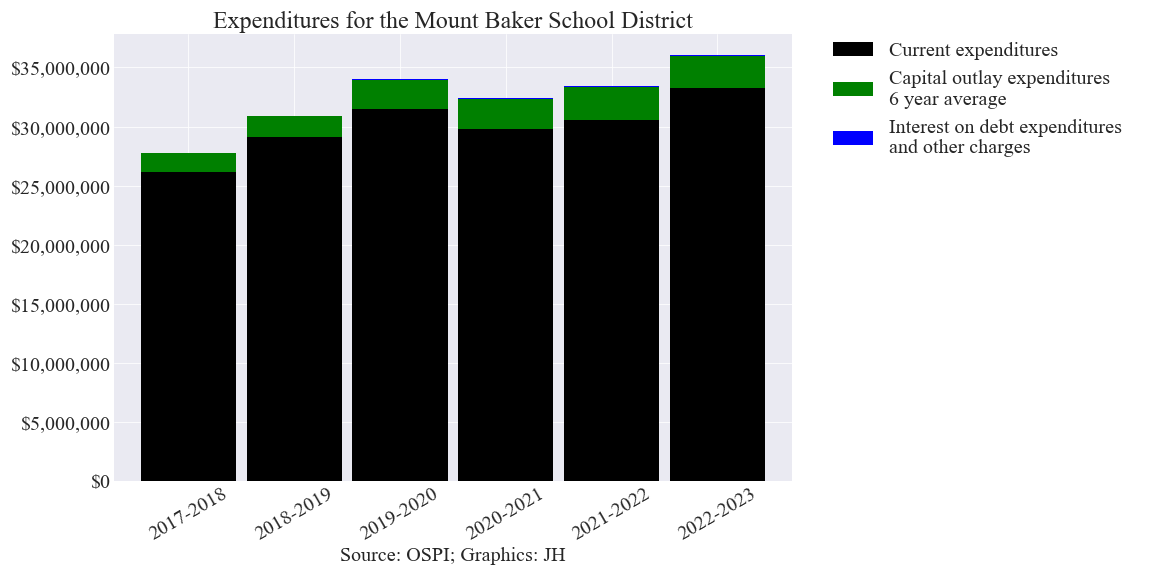 Expenditures for the Mount Baker School District
Current expenditures
Capital outlay expenditures
6 year average
Interest on debt expenditures
and other charges
$35,000,000
$30,000,000
$25,000,000
$20,000,000
$15,000,000
$10,000,000
$5,000,000
$0
2017-2018
2018-2019
2019-2020
2020-2021
2021-2022
2022-2023
Source: OSPI; Graphics: JH